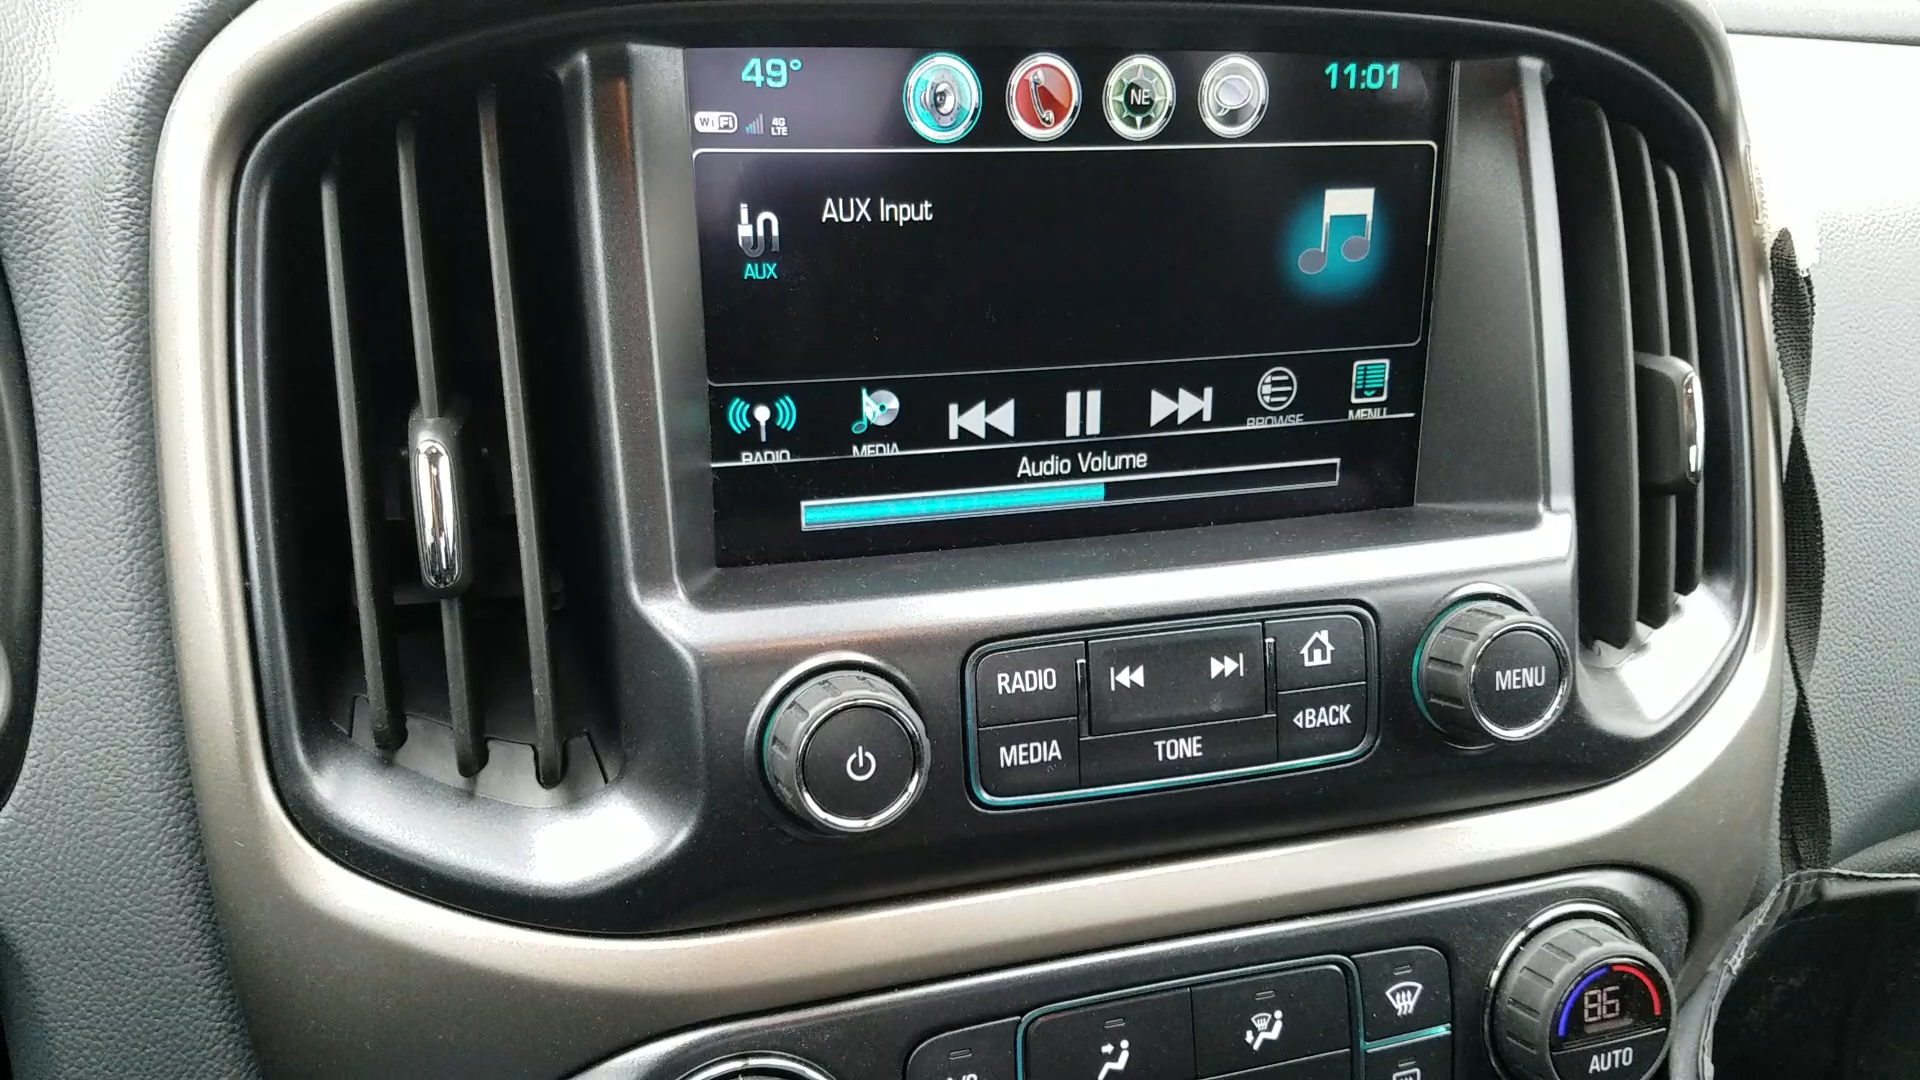 49°
11:01
WiFi
4G
LTE
NE
AUX Input
AUX
RADIO
MEDIA
BROWSE
MENU
Audio Volume
RADIO
MEDIA
TONE
BACK
MENU
86
AUTO